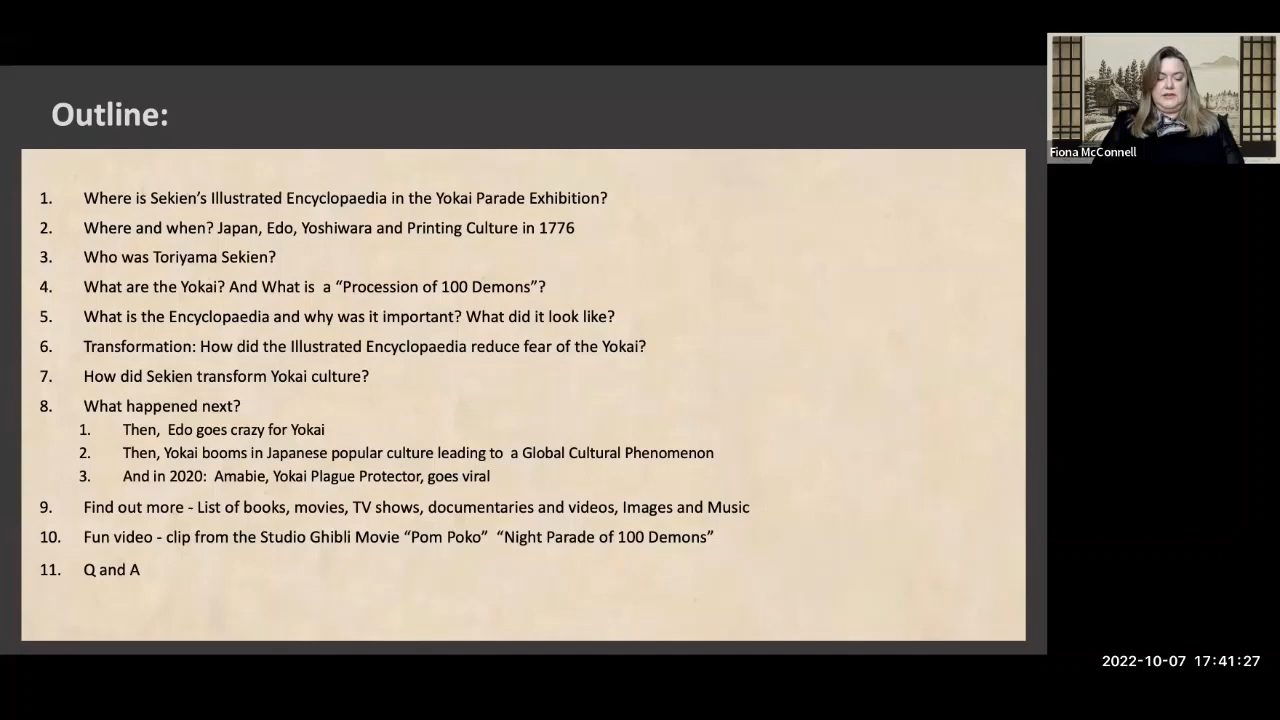 Outline:
1. Where is Sekien’s Illustrated Encyclopaedia in the Yokai Parade Exhibition?
2. Where and when? Japan, Edo, Yoshiwara and Printing Culture in 1776
3. Who was Toriyama Sekien?
4. What are the Yokai? And What is  a “Procession of 100 Demons”?
5. What is the Encyclopaedia and why was it important? What did it look like?
6. Transformation: How did the Illustrated Encyclopaedia reduce fear of the Yokai?
7. How did Sekien transform Yokai culture?
8. What happened next?
1. Then,  Edo goes crazy for Yokai
2. Then, Yokai booms in Japanese popular culture leading to  a Global Cultural Phenomenon
3. And in 2020:  Amabie, Yokai Plague Protector, goes viral
9. Find out more - List of books, movies, TV shows, documentaries and videos, Images and Music
10. Fun video - clip from the Studio Ghibli Movie “Pom Poko”  “Night Parade of 100 Demons”
11. Q and A
Fiona McConnell
2022-10-07 17:41:27